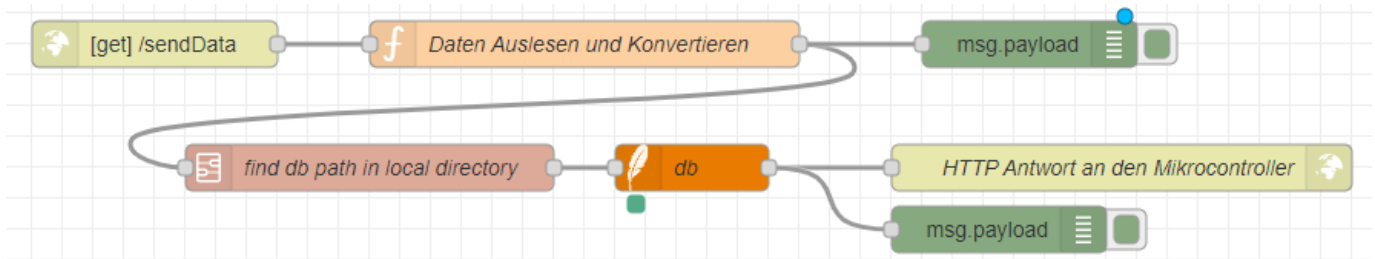 [get] /sendData
Daten Auslesen und Konvertieren
msg.payload
find db path in local directory
db
HTTP Antwort an den Mikrocontroller
msg.payload